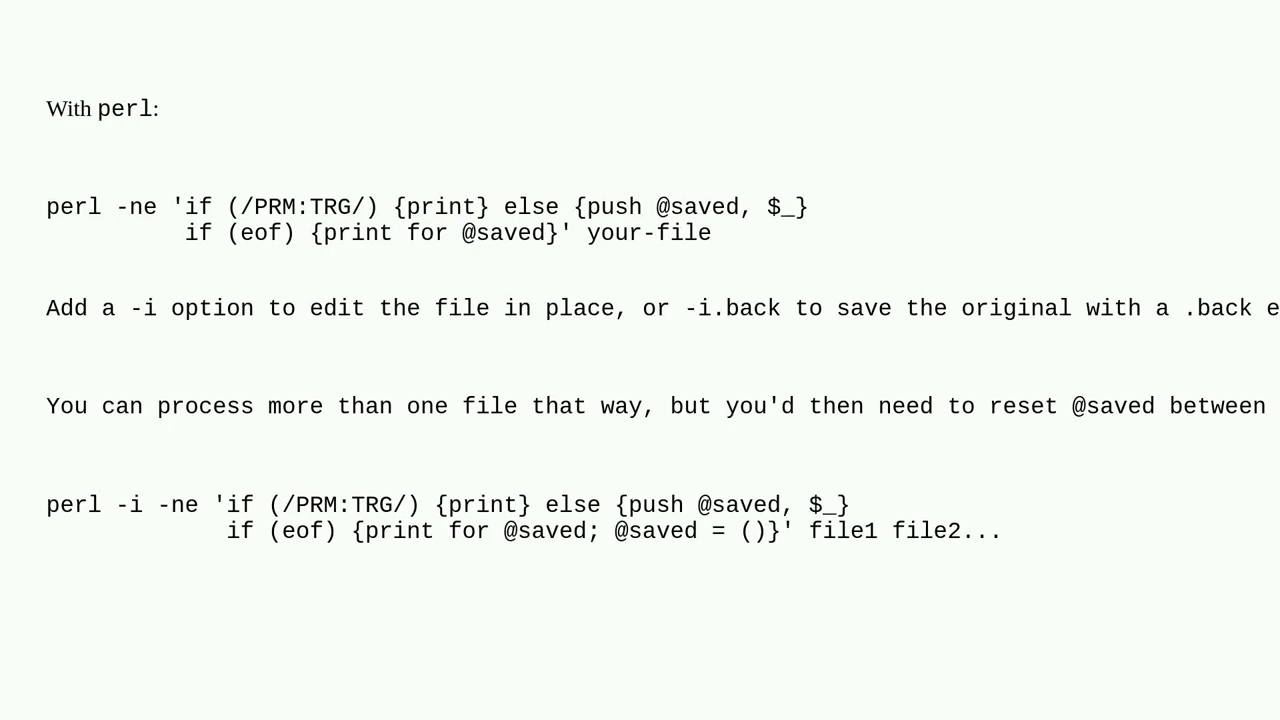 With perl:
perl -ne 'if (/PRM:TRG/) {print} else {push @saved, $_}
if (eof) {print for @saved}' your-file
Add a -i option to edit the file in place, or -i.back to save the original with a .back
You can process more than one file that way, but you'd then need to reset @saved between
perl -i -ne 'if (/PRM:TRG/) {print} else {push @saved, $_}
if (eof) {print for @saved; @saved = ()}' file1 file2...